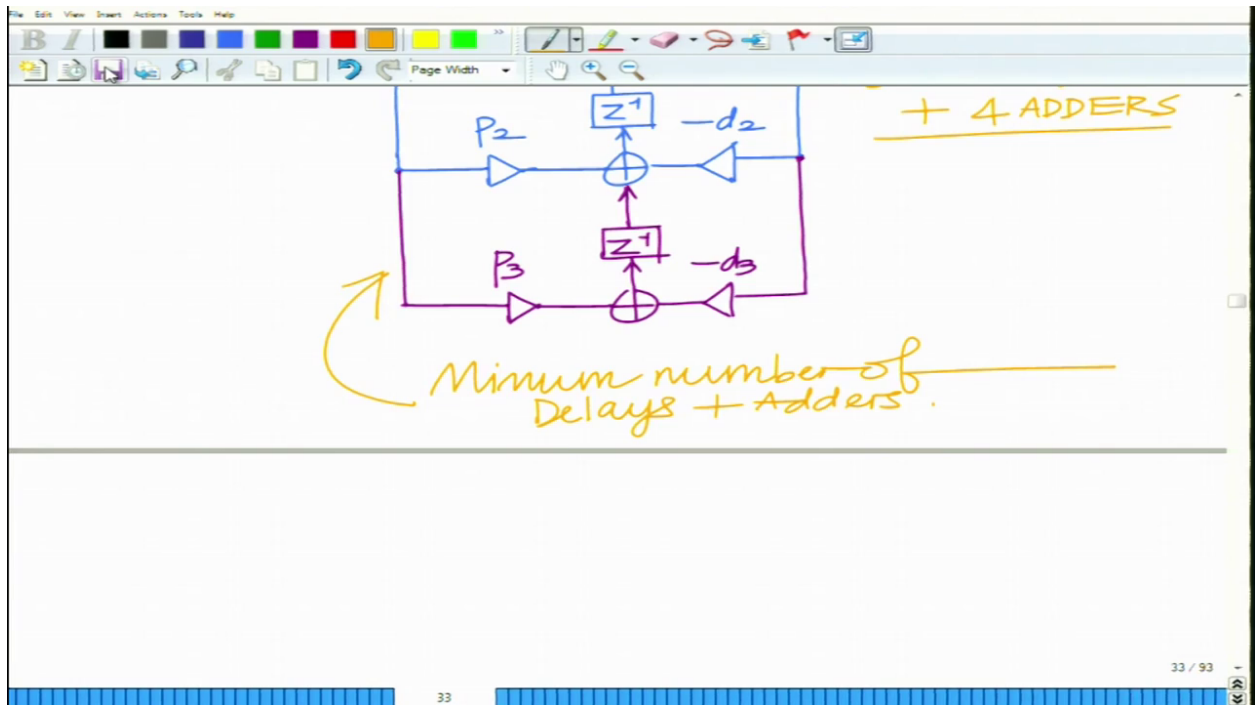 File Edit View Insert Actions Tools Help
B I
Page Width
+ 4 ADDERS
z⁻¹
P₂ -d₂
z⁻¹
P₃ -d₃
Minum number of
Delays + Adders.
33 / 93
33